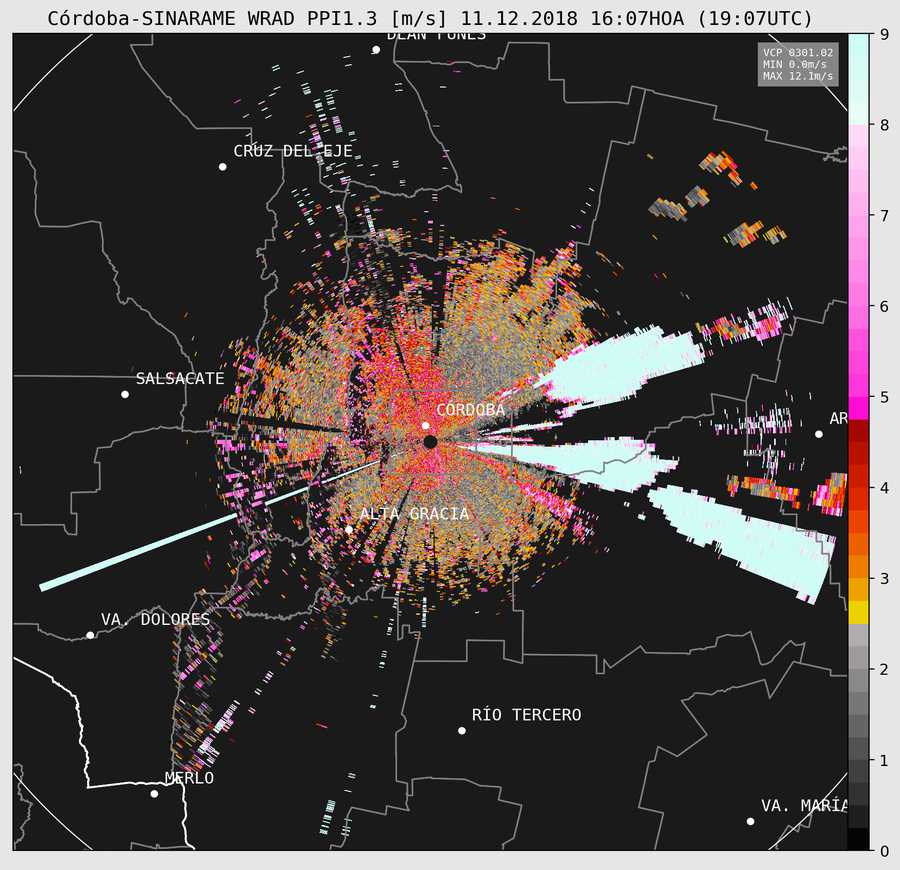 Córdoba-SINARAME WRAD PPI1.3 [m/s] 11.12.2018 16:07HOA (19:07UTC)
DEAN FUNES
VCP 0301.02
MIN 0.0m/s
MAX 12.1m/s
9
8
7
6
5
4
3
2
1
0
CRUZ DEL EJE
SALSACATE
CÓRDOBA
AR
ALTA GRACIA
VA. DOLORES
RÍO TERCERO
MERLO
VA. MARÍA